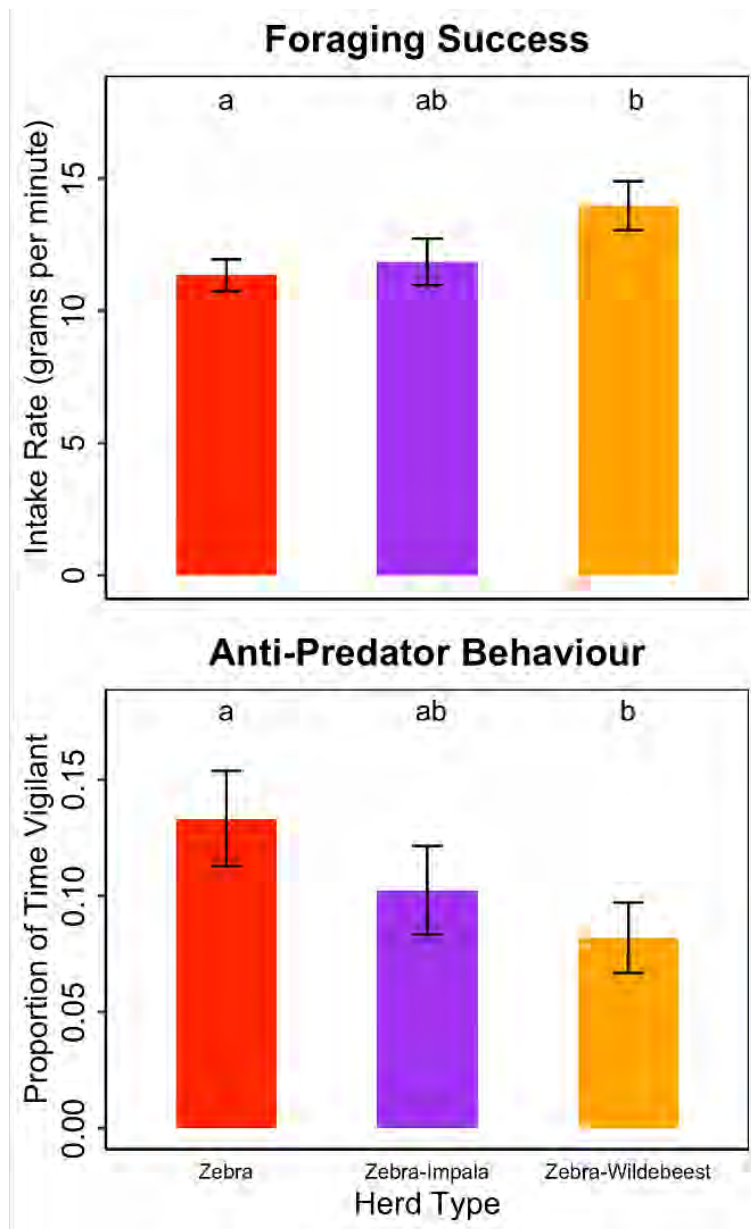 Foraging Success
a ab b
Intake Rate (grams per minute)
15
10
5
0
Anti-Predator Behaviour
a ab b
Proportion of Time Vigilant
0.15
0.10
0.05
0.00
Zebra Zebra-Impala Zebra-Wildebeest
Herd Type